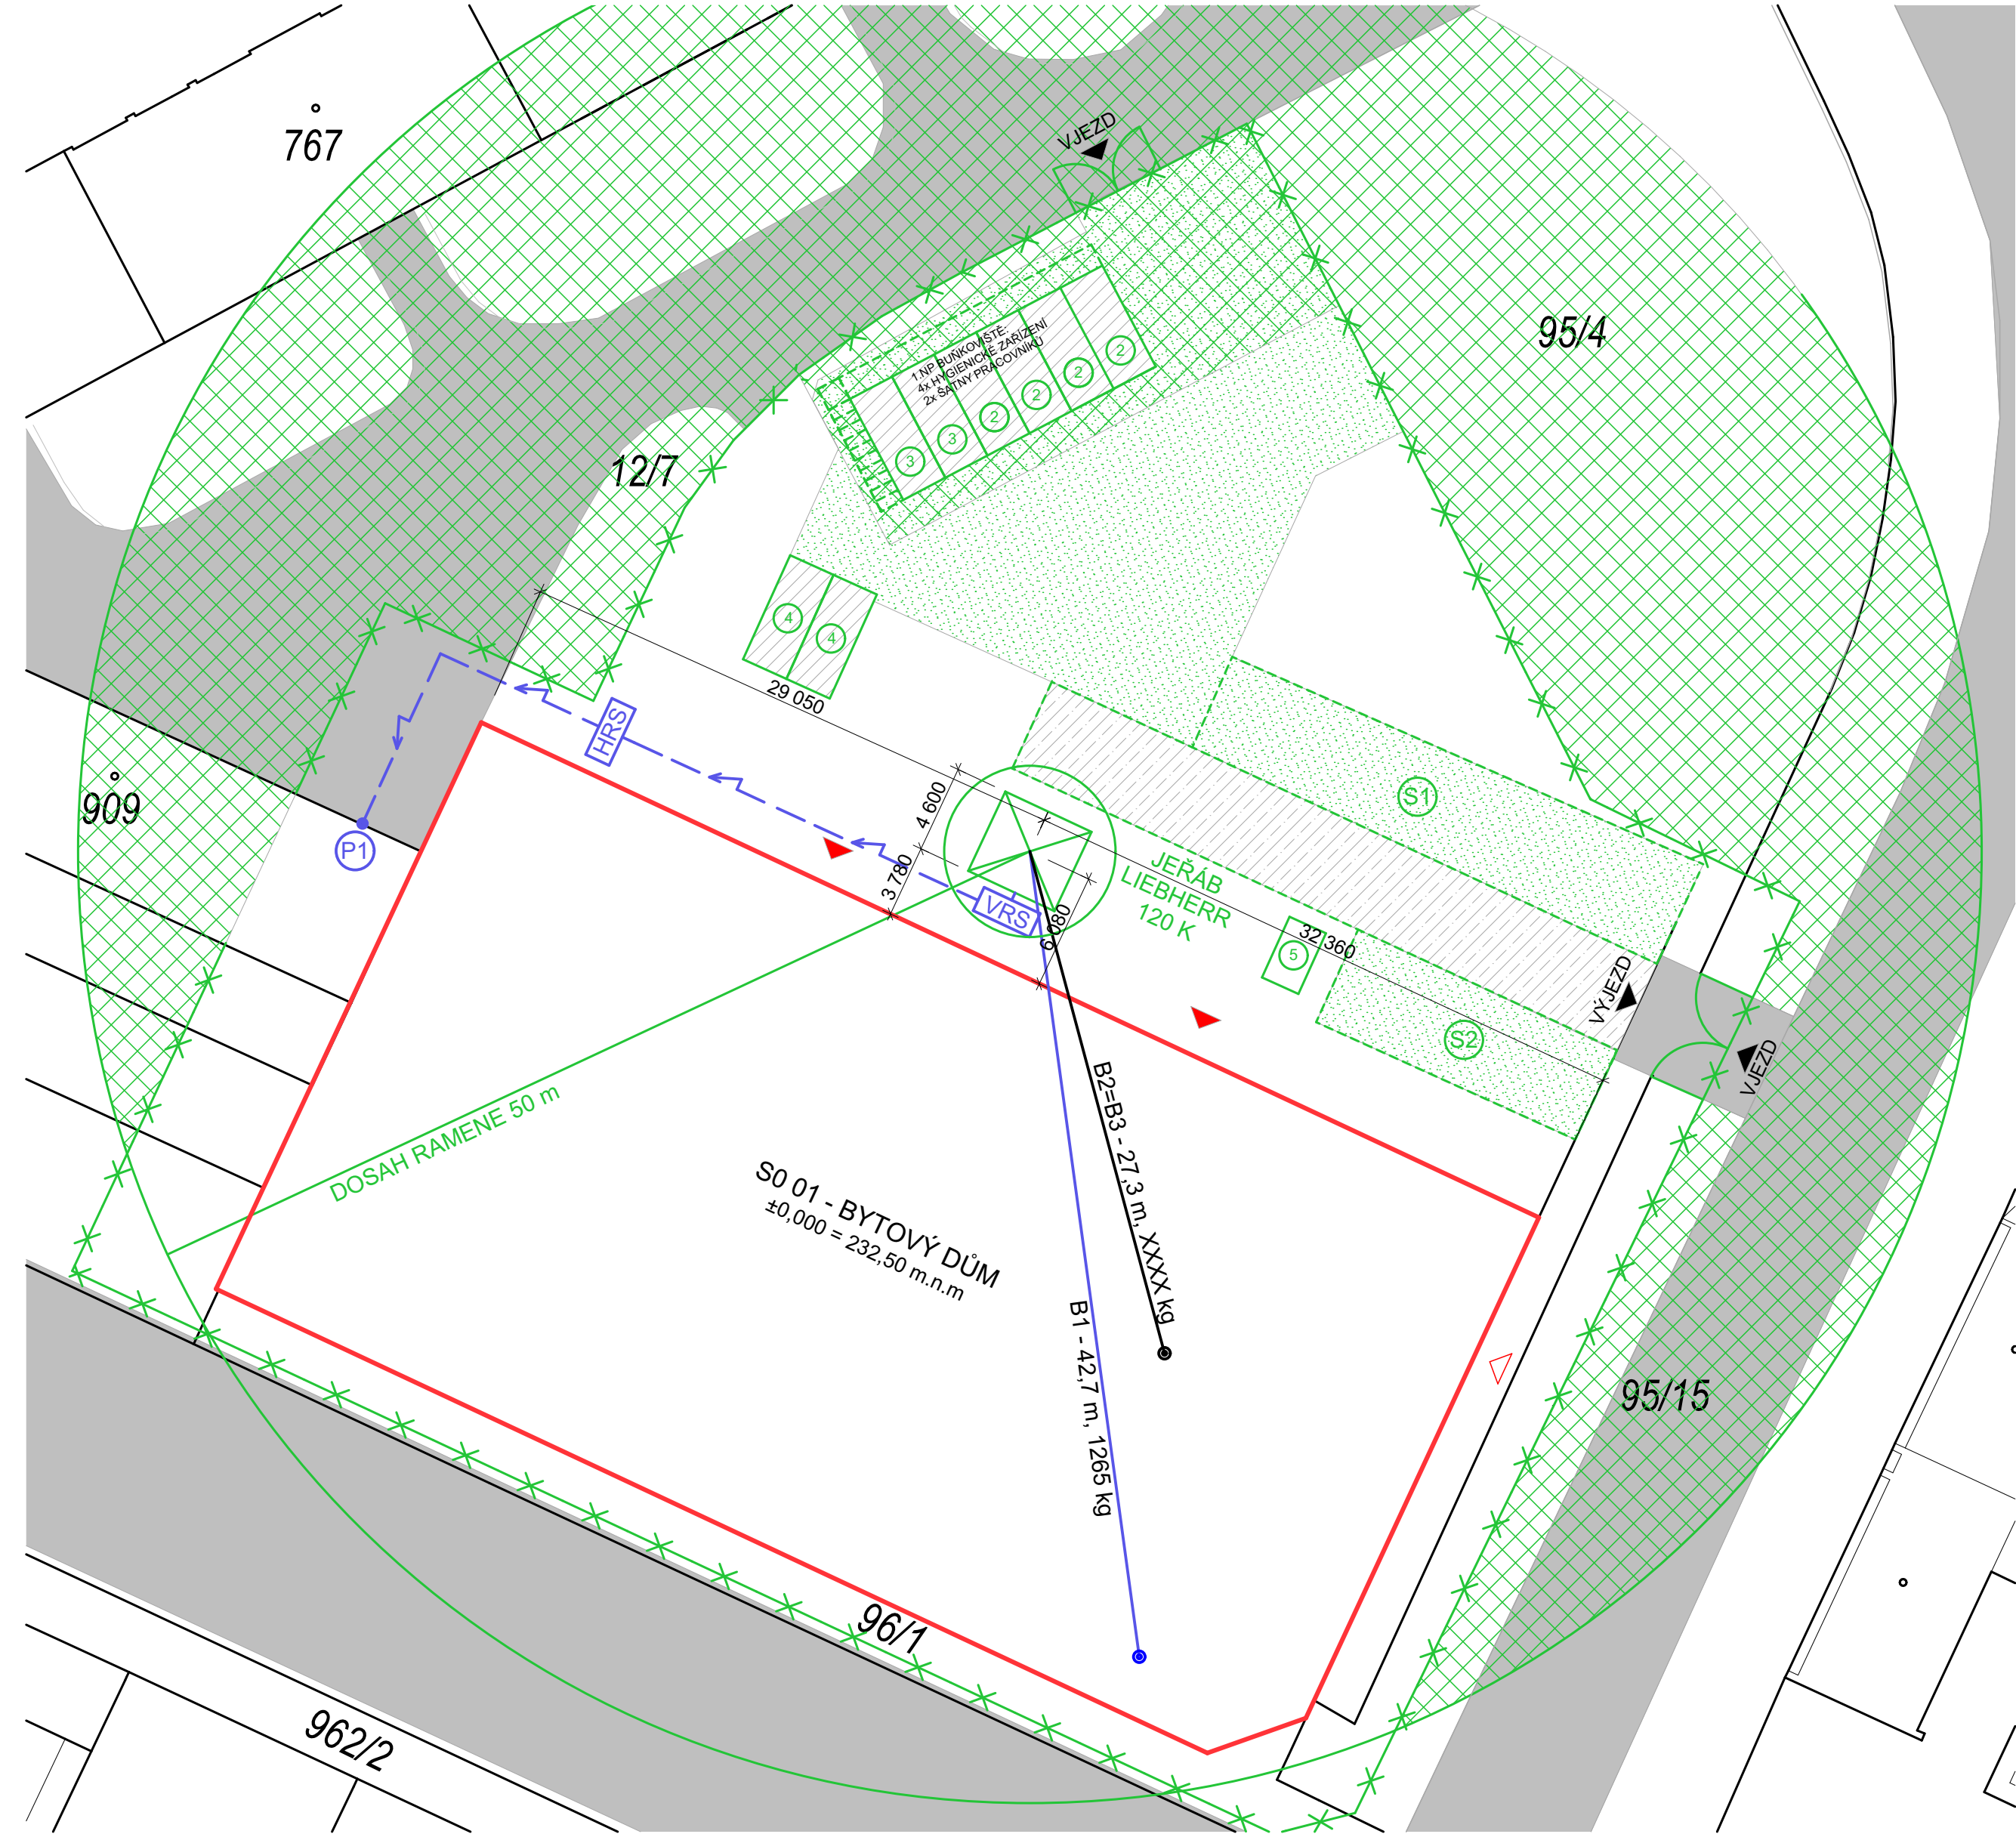 767
VJEZD
95/4
1.NP BUŇKOVIŠTĚ:
4x HYGIENICKÉ ZAŘÍZENÍ
2x ŠATNY PRACOVNÍKŮ
2
2
2
2
3
3
12/7
4
4
29 050
HRS
909
P1
4 600
3 780
VRS
6 080
JEŘÁB
LIEBHERR
120 K
S1
5
32 360
S2
VÝJEZD
VJEZD
DOSAH RAMENE 50 m
S0 01 - BYTOVÝ DŮM
±0,000 = 232,50 m.n.m
B2=B3 - 27,3 m, XXXX kg
B1 - 42,7 m, 1265 kg
95/15
96/1
962/2